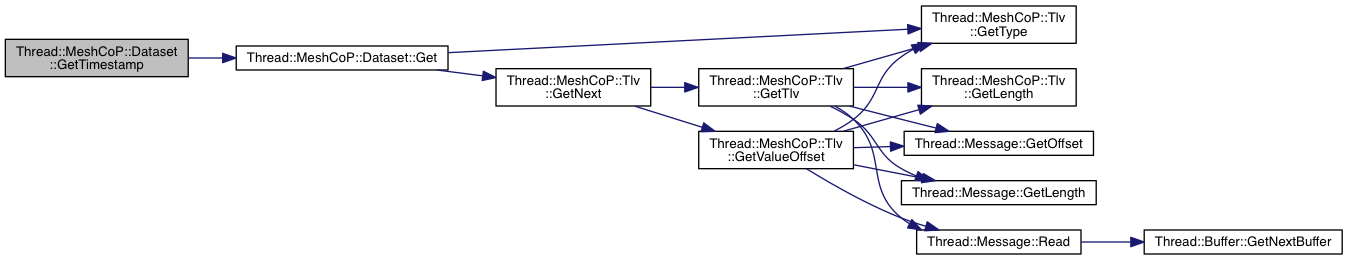 Thread::MeshCoP::Dataset
::GetTimestamp
Thread::MeshCoP::Dataset::Get
Thread::MeshCoP::Tlv
::GetNext
Thread::MeshCoP::Tlv
::GetTlv
Thread::MeshCoP::Tlv
::GetValueOffset
Thread::MeshCoP::Tlv
::GetType
Thread::MeshCoP::Tlv
::GetLength
Thread::Message::GetOffset
Thread::Message::GetLength
Thread::Message::Read
Thread::Buffer::GetNextBuffer